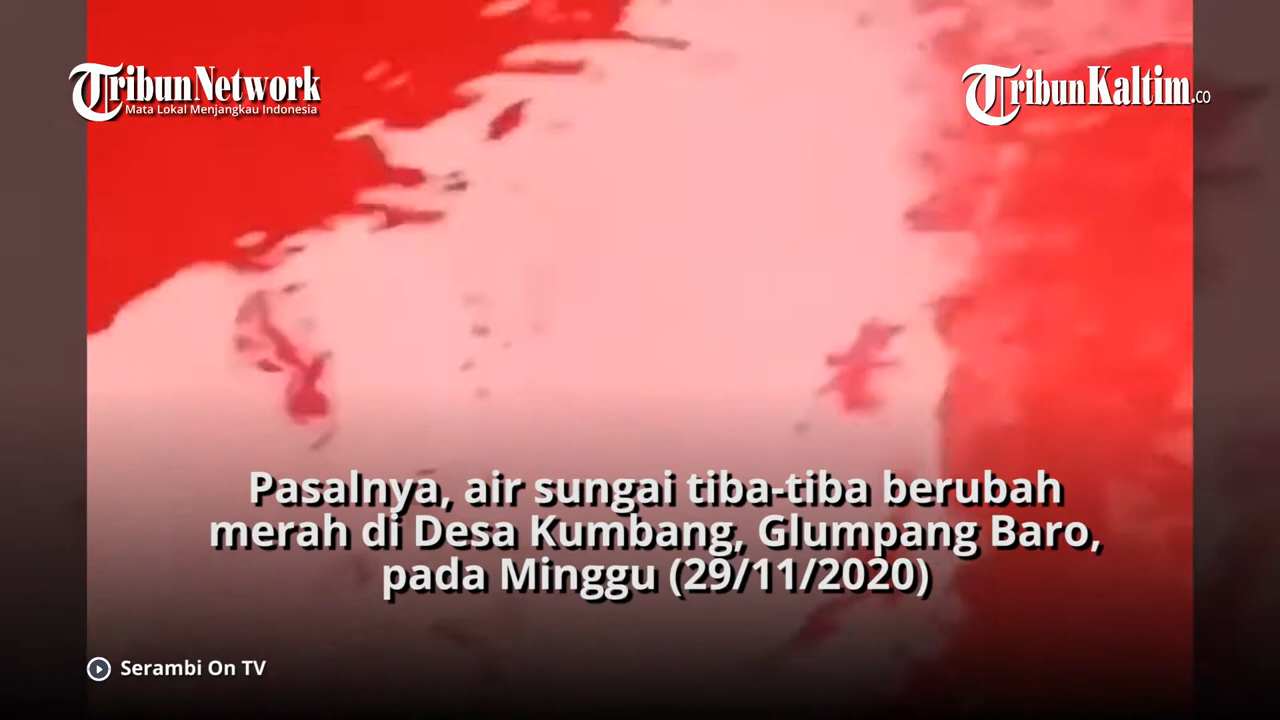 TribunNetwork
Mata Lokal Menjangkau Indonesia
TribunKaltim.co
Pasalnya, air sungai tiba-tiba berubah
merah di Desa Kumbang, Glumpang Baro,
pada Minggu (29/11/2020)
Serambi On TV